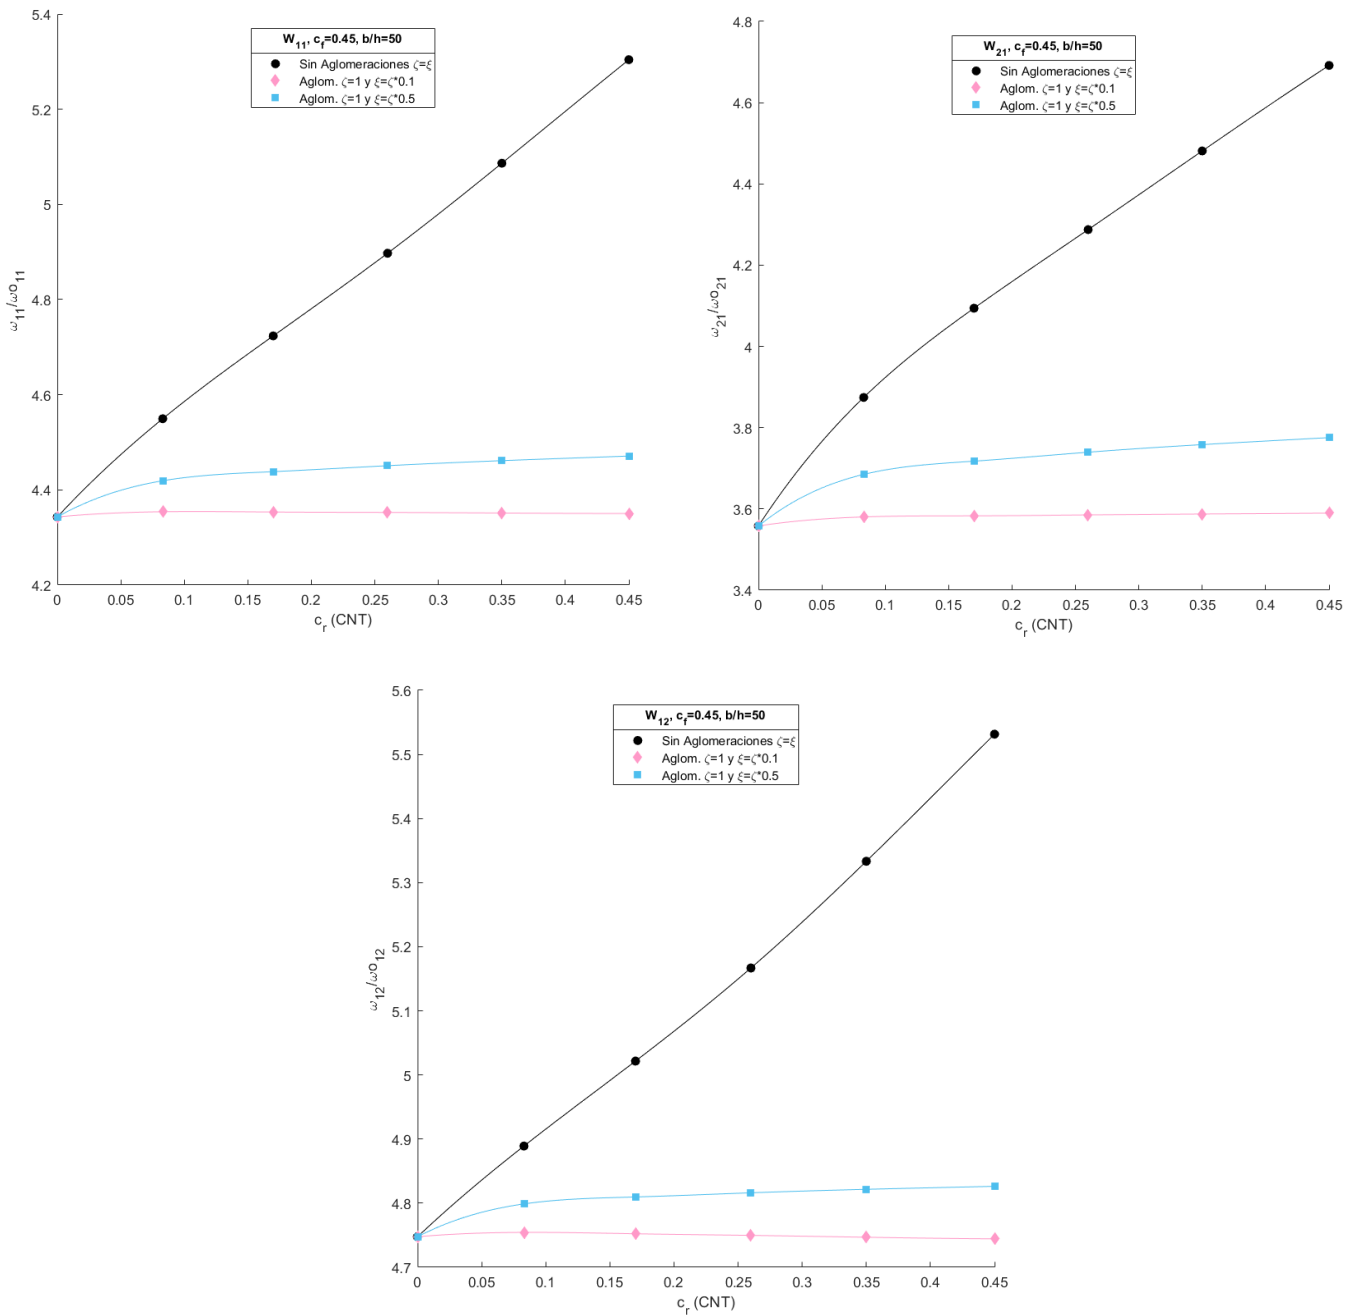 5.4
5.2
5
4.8
4.6
4.4
4.2
ω11/ωo11
W11, cf=0.45, b/h=50
Sin Aglomeraciones ζ=ξ
Aglom. ζ=1 y ξ=ζ*0.1
Aglom. ζ=1 y ξ=ζ*0.5
0 0.05 0.1 0.15 0.2 0.25 0.3 0.35 0.4 0.45
cr (CNT)
4.8
4.6
4.4
4.2
4
3.8
3.6
3.4
ω21/ωo21
W21, cf=0.45, b/h=50
Sin Aglomeraciones ζ=ξ
Aglom. ζ=1 y ξ=ζ*0.1
Aglom. ζ=1 y ξ=ζ*0.5
0 0.05 0.1 0.15 0.2 0.25 0.3 0.35 0.4 0.45
cr (CNT)
5.6
5.5
5.4
5.3
5.2
5.1
5
4.9
4.8
4.7
ω12/ωo12
W12, cf=0.45, b/h=50
Sin Aglomeraciones ζ=ξ
Aglom. ζ=1 y ξ=ζ*0.1
Aglom. ζ=1 y ξ=ζ*0.5
0 0.05 0.1 0.15 0.2 0.25 0.3 0.35 0.4 0.45
cr (CNT)